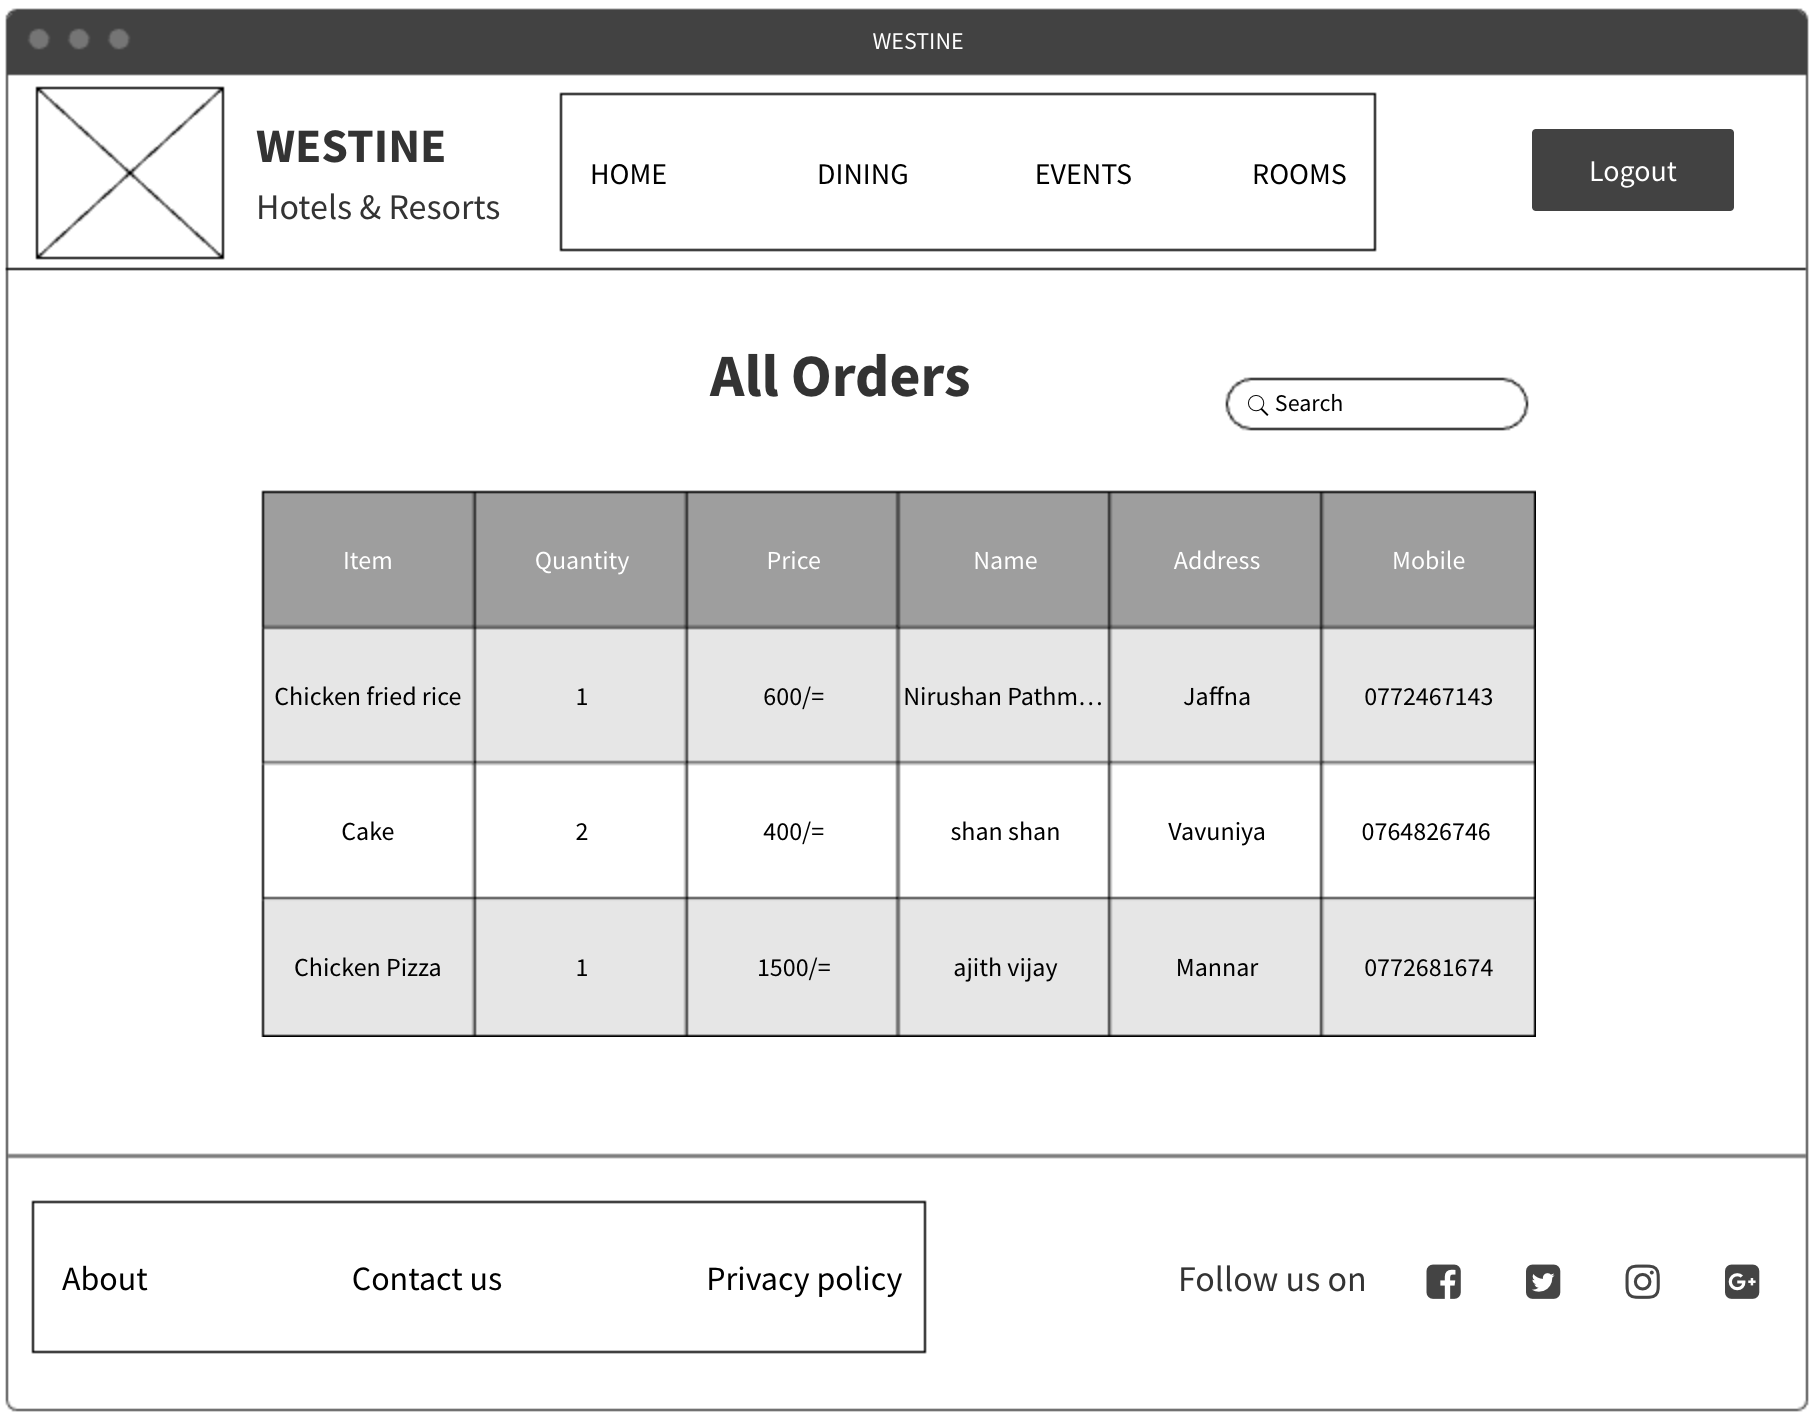 WESTINE
WESTINE
Hotels & Resorts
HOME DINING EVENTS ROOMS
Logout
All Orders
Search
Item Quantity Price Name Address Mobile
Chicken fried rice 1 600/= Nirushan Pathm... Jaffna 0772467143
Cake 2 400/= shan shan Vavuniya 0764826746
Chicken Pizza 1 1500/= ajith vijay Mannar 0772681674
About Contact us Privacy policy
Follow us on